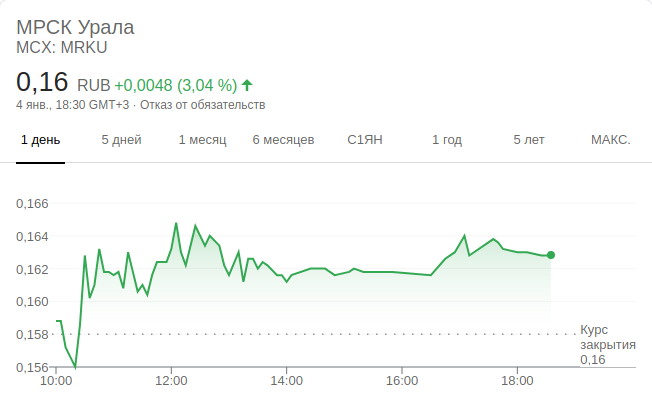 МРСК Урала
MCX: MRKU
0,16 RUB +0,0048 (3,04 %)
4 янв., 18:30 GMT+3 · Отказ от обязательств
1 день 5 дней 1 месяц 6 месяцев С1ЯН 1 год 5 лет МАКС.
0,166
0,164
0,162
0,160
0,158
0,156
Курс
закрытия
0,16
10:00 12:00 14:00 16:00 18:00